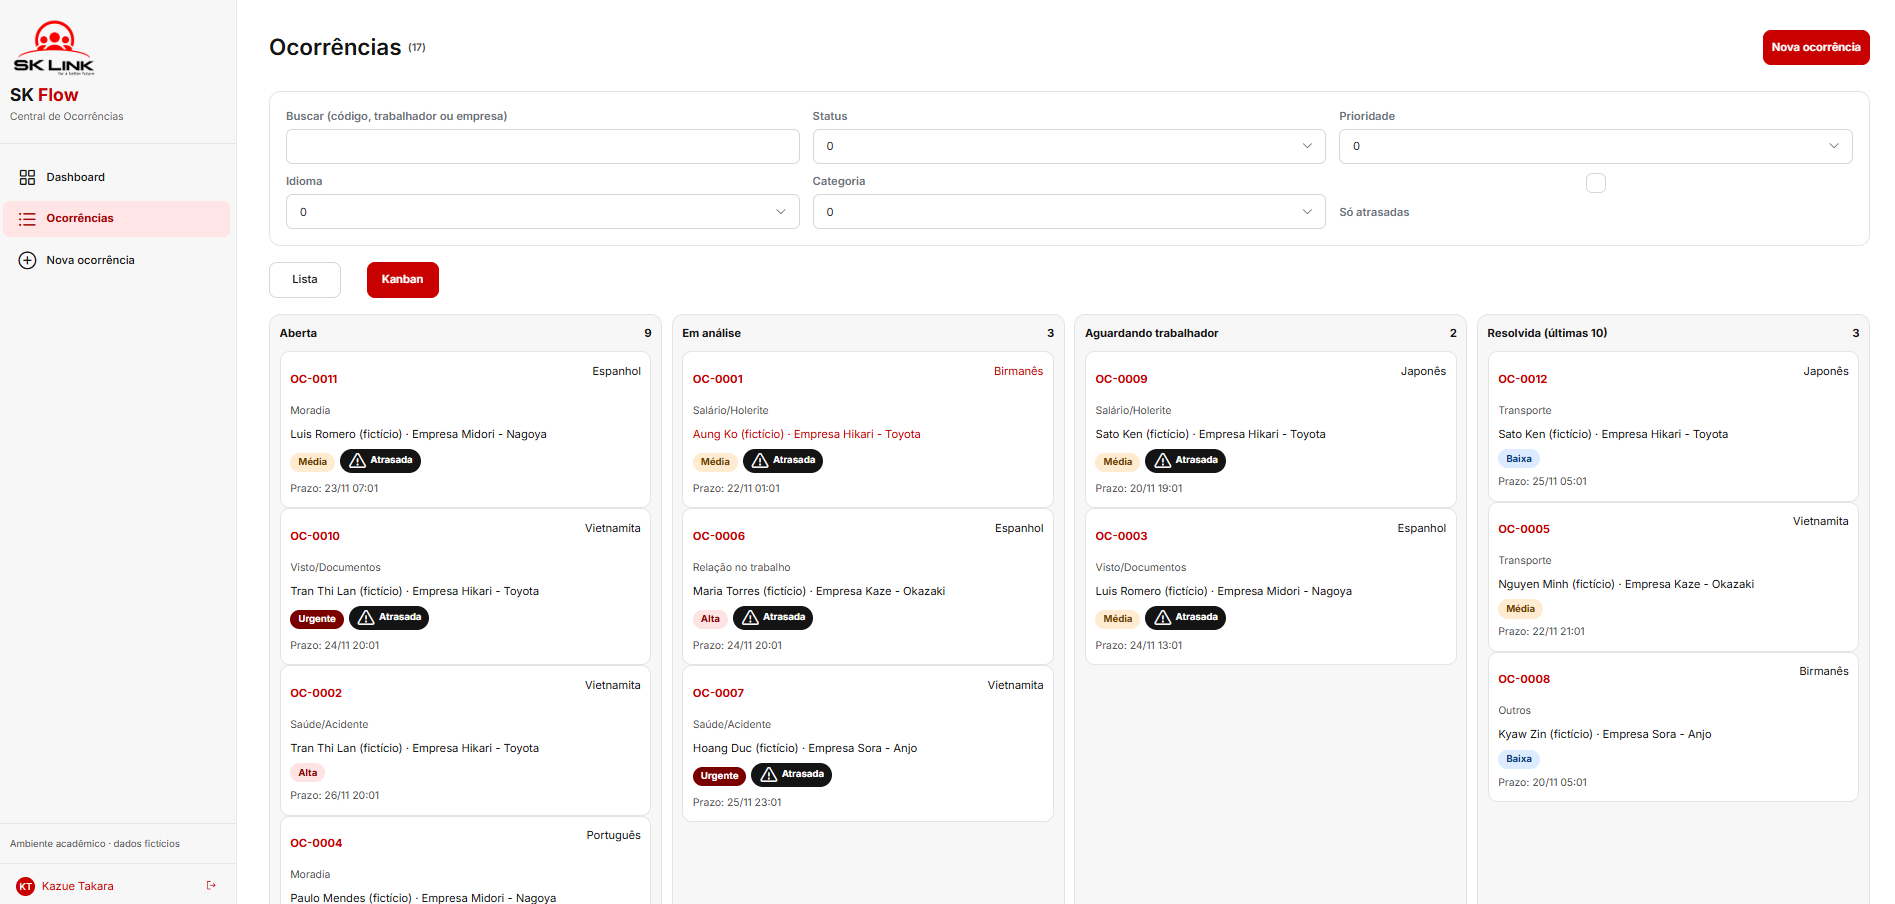 SK LINK
for a better future
SK Flow
Central de Ocorrências
Dashboard
Ocorrências
Nova ocorrência
Ambiente acadêmico · dados fictícios
KT
Kazue Takara
Ocorrências (17)
Nova ocorrência
Buscar (código, trabalhador ou empresa)
Status
0
Prioridade
0
Idioma
0
Categoria
0
Só atrasadas
Lista
Kanban
Aberta 9
OC-0011 Espanhol
Moradia
Luis Romero (fictício) · Empresa Midori - Nagoya
Média Atrasada
Prazo: 23/11 07:01
OC-0010 Vietnamita
Visto/Documentos
Tran Thi Lan (fictício) · Empresa Hikari - Toyota
Urgente Atrasada
Prazo: 24/11 20:01
OC-0002 Vietnamita
Saúde/Acidente
Tran Thi Lan (fictício) · Empresa Hikari - Toyota
Alta
Prazo: 26/11 20:01
OC-0004 Português
Moradia
Paulo Mendes (fictício) · Empresa Midori - Nagoya
Em análise 3
OC-0001 Birmanês
Salário/Holerite
Aung Ko (fictício) · Empresa Hikari - Toyota
Média Atrasada
Prazo: 22/11 01:01
OC-0006 Espanhol
Relação no trabalho
Maria Torres (fictício) · Empresa Kaze - Okazaki
Alta Atrasada
Prazo: 24/11 20:01
OC-0007 Vietnamita
Saúde/Acidente
Hoang Duc (fictício) · Empresa Sora - Anjo
Urgente Atrasada
Prazo: 25/11 23:01
Aguardando trabalhador 2
OC-0009 Japonês
Salário/Holerite
Sato Ken (fictício) · Empresa Hikari - Toyota
Média Atrasada
Prazo: 20/11 19:01
OC-0003 Espanhol
Visto/Documentos
Luis Romero (fictício) · Empresa Midori - Nagoya
Média Atrasada
Prazo: 24/11 13:01
Resolvida (últimas 10) 3
OC-0012 Japonês
Transporte
Sato Ken (fictício) · Empresa Hikari - Toyota
Baixa
Prazo: 25/11 05:01
OC-0005 Vietnamita
Transporte
Nguyen Minh (fictício) · Empresa Kaze - Okazaki
Média
Prazo: 22/11 21:01
OC-0008 Birmanês
Outros
Kyaw Zin (fictício) · Empresa Sora - Anjo
Baixa
Prazo: 20/11 05:01